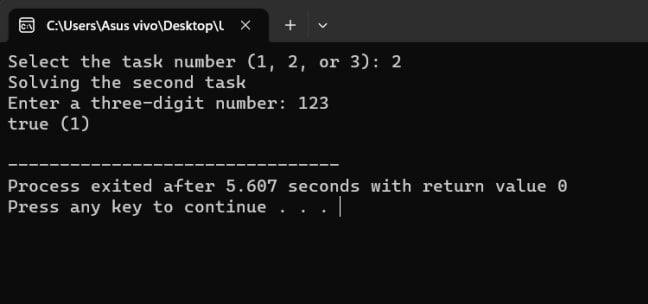 C:\Users\Asus vivo\Desktop\l
Select the task number (1, 2, or 3): 2
Solving the second task
Enter a three-digit number: 123
true (1)
--------------------------------
Process exited after 5.607 seconds with return value 0
Press any key to continue . . .